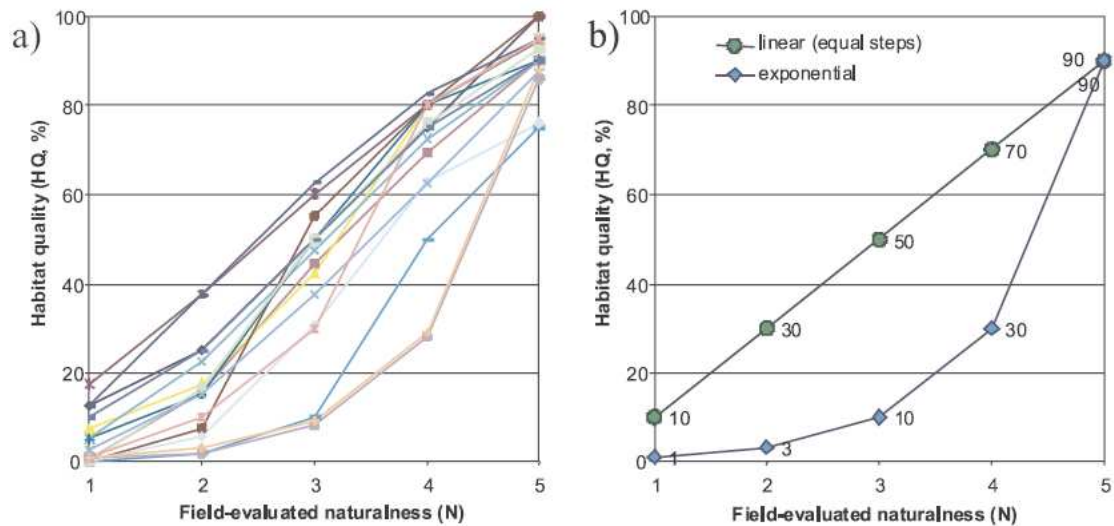 a)
Habitat quality (HQ, %)
100
80
60
40
20
0
1 2 3 4 5
Field-evaluated naturalness (N)
b)
Habitat quality (HQ, %)
100
80
60
40
20
0
linear (equal steps)
exponential
90
90
70
50
30
30
10
10
3
1
1 2 3 4 5
Field-evaluated naturalness (N)